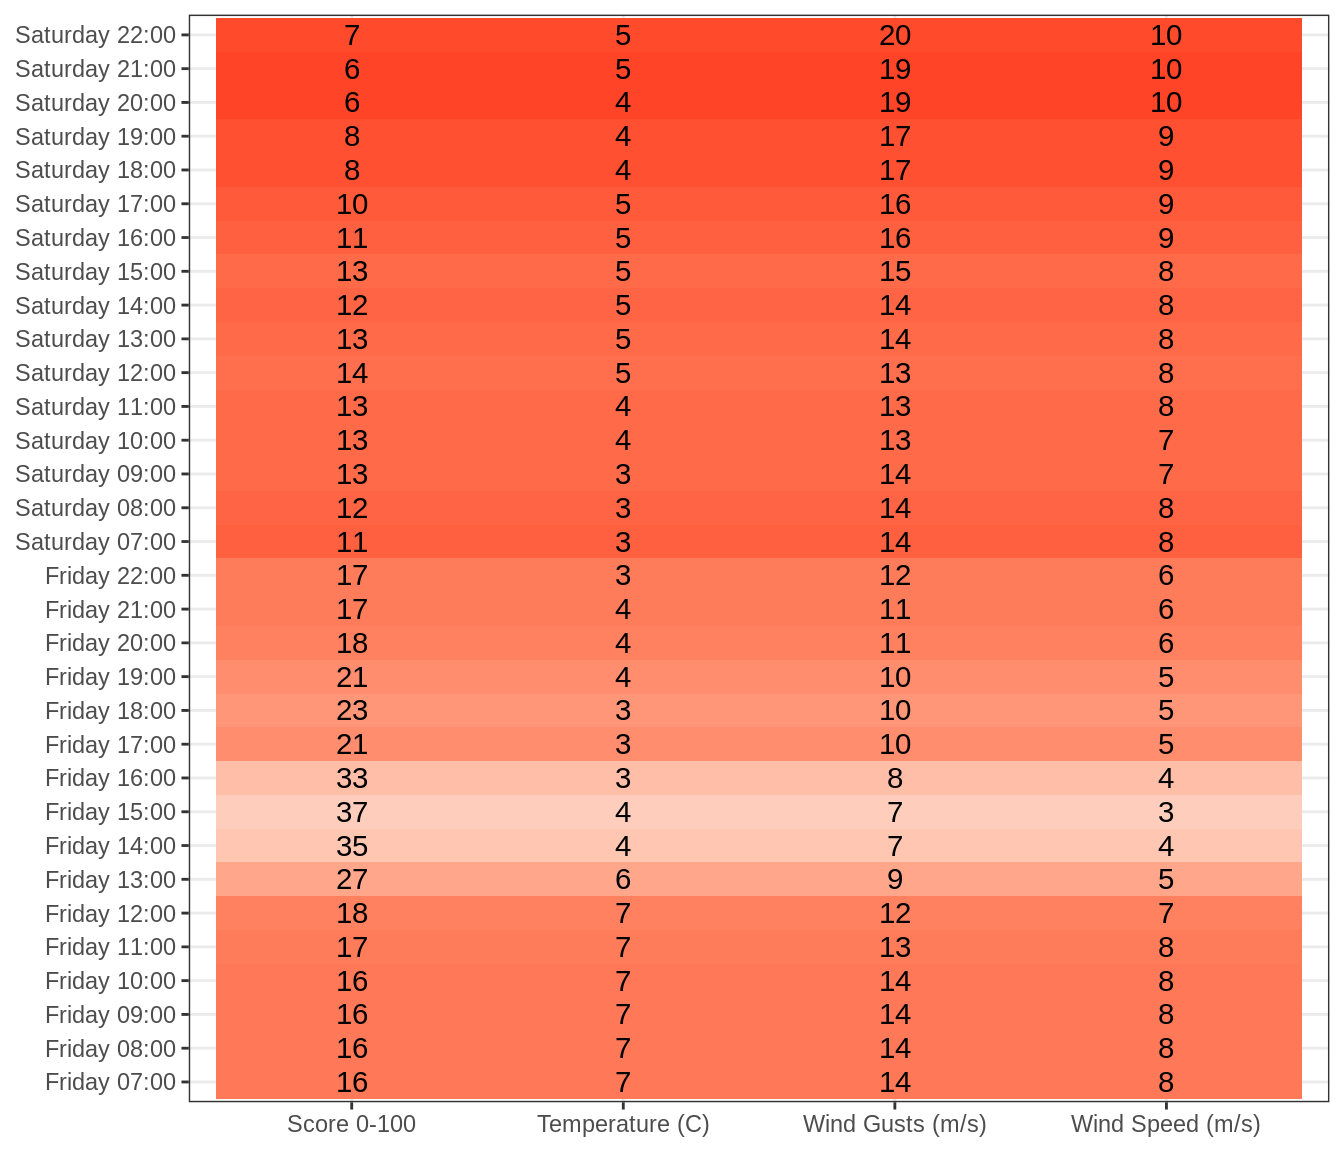 Saturday 22:00 7 5 20 10
Saturday 21:00 6 5 19 10
Saturday 20:00 6 4 19 10
Saturday 19:00 8 4 17 9
Saturday 18:00 8 4 17 9
Saturday 17:00 10 5 16 9
Saturday 16:00 11 5 16 9
Saturday 15:00 13 5 15 8
Saturday 14:00 12 5 14 8
Saturday 13:00 13 5 14 8
Saturday 12:00 14 5 13 8
Saturday 11:00 13 4 13 8
Saturday 10:00 13 4 13 7
Saturday 09:00 13 3 14 7
Saturday 08:00 12 3 14 8
Saturday 07:00 11 3 14 8
Friday 22:00 17 3 12 6
Friday 21:00 17 4 11 6
Friday 20:00 18 4 11 6
Friday 19:00 21 4 10 5
Friday 18:00 23 3 10 5
Friday 17:00 21 3 10 5
Friday 16:00 33 3 8 4
Friday 15:00 37 4 7 3
Friday 14:00 35 4 7 4
Friday 13:00 27 6 9 5
Friday 12:00 18 7 12 7
Friday 11:00 17 7 13 8
Friday 10:00 16 7 14 8
Friday 09:00 16 7 14 8
Friday 08:00 16 7 14 8
Friday 07:00 16 7 14 8
Score 0-100 Temperature (C) Wind Gusts (m/s) Wind Speed (m/s)